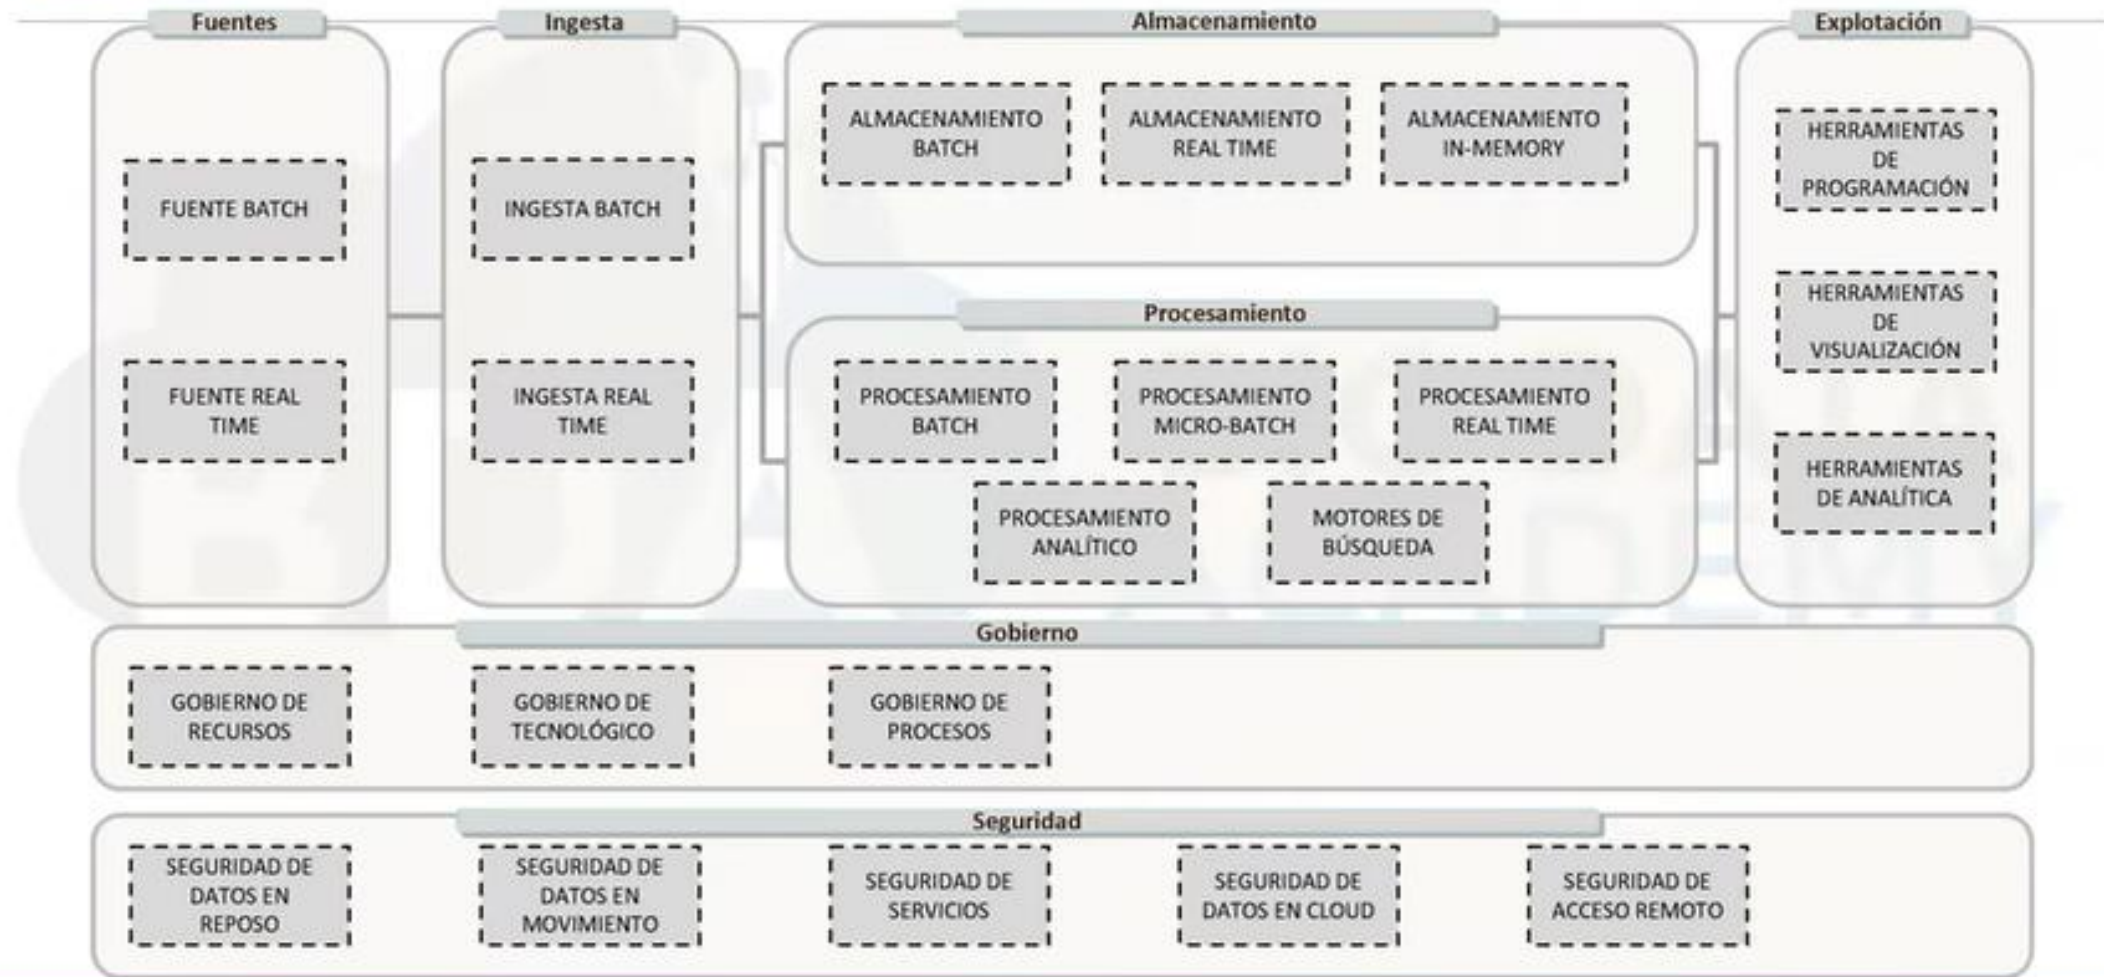 Fuentes
Ingesta
Almacenamiento
Explotación
FUENTE BATCH
FUENTE REAL
TIME
INGESTA BATCH
INGESTA REAL
TIME
ALMACENAMIENTO
BATCH
ALMACENAMIENTO
REAL TIME
ALMACENAMIENTO
IN-MEMORY
Procesamiento
PROCESAMIENTO
BATCH
PROCESAMIENTO
MICRO-BATCH
PROCESAMIENTO
REAL TIME
PROCESAMIENTO
ANALÍTICO
MOTORES DE
BÚSQUEDA
HERRAMIENTAS
DE
PROGRAMACIÓN
HERRAMIENTAS
DE
VISUALIZACIÓN
HERRAMIENTAS
DE ANALÍTICA
Gobierno
GOBIERNO DE
RECURSOS
GOBIERNO DE
TECNOLÓGICO
GOBIERNO DE
PROCESOS
Seguridad
SEGURIDAD DE
DATOS EN
REPOSO
SEGURIDAD DE
DATOS EN
MOVIMIENTO
SEGURIDAD DE
SERVICIOS
SEGURIDAD DE
DATOS EN CLOUD
SEGURIDAD DE
ACCESO REMOTO